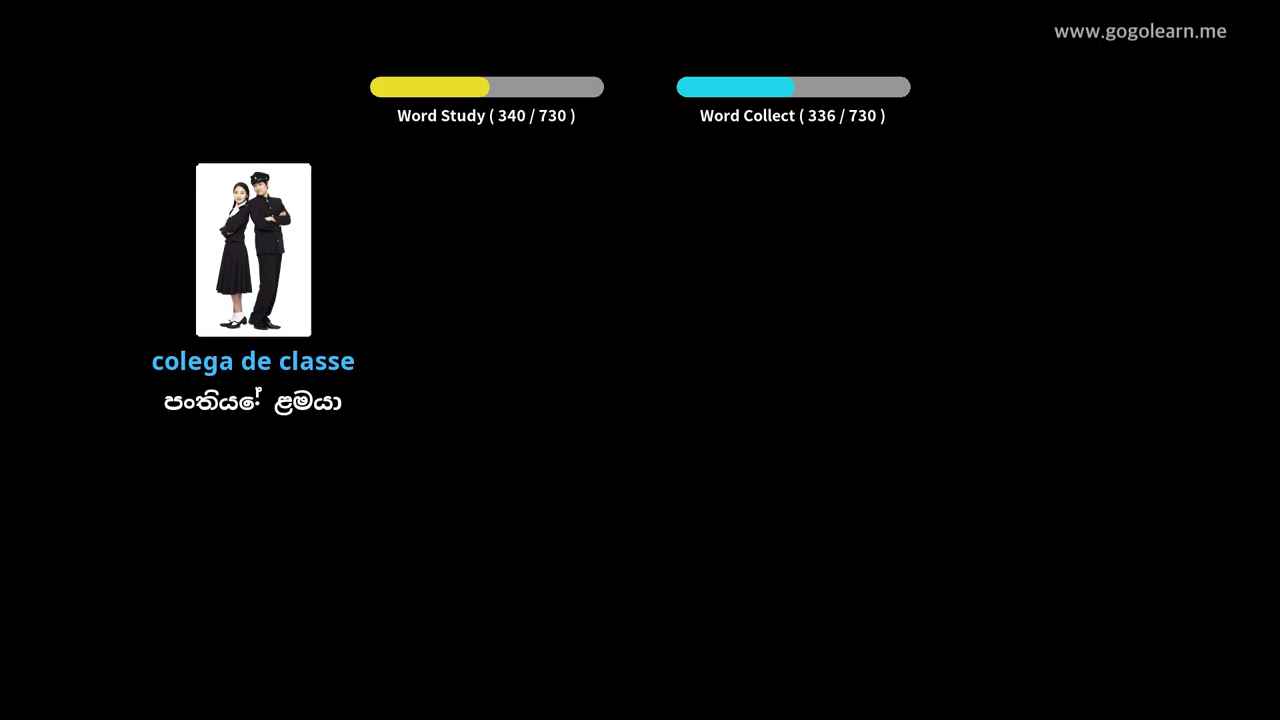 www.gogolearn.me
Word Study ( 340 / 730 )
Word Collect ( 336 / 730 )
colega de classe
පංතියේ ළමයා